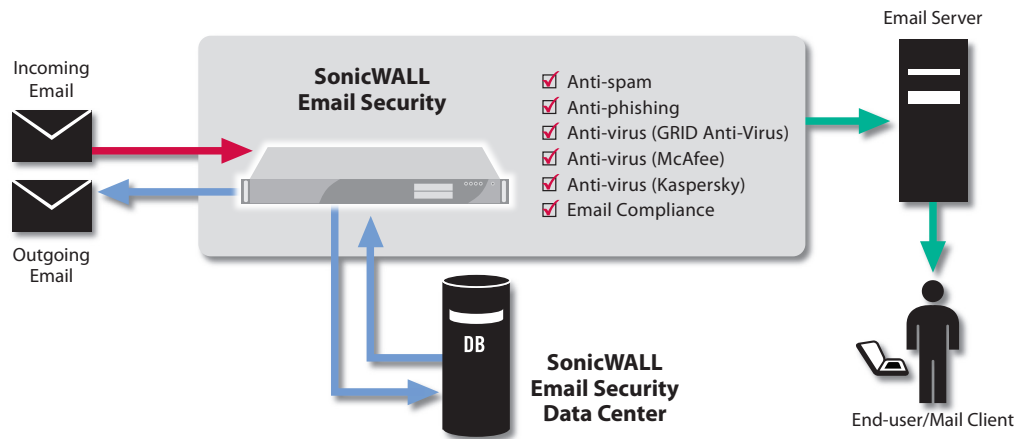 Email Server
Incoming
Email
SonicWALL
Email Security
Anti-spam
Anti-phishing
Anti-virus (GRID Anti-Virus)
Anti-virus (McAfee)
Anti-virus (Kaspersky)
Email Compliance
Outgoing
Email
DB
SonicWALL
Email Security
Data Center
End-user/Mail Client